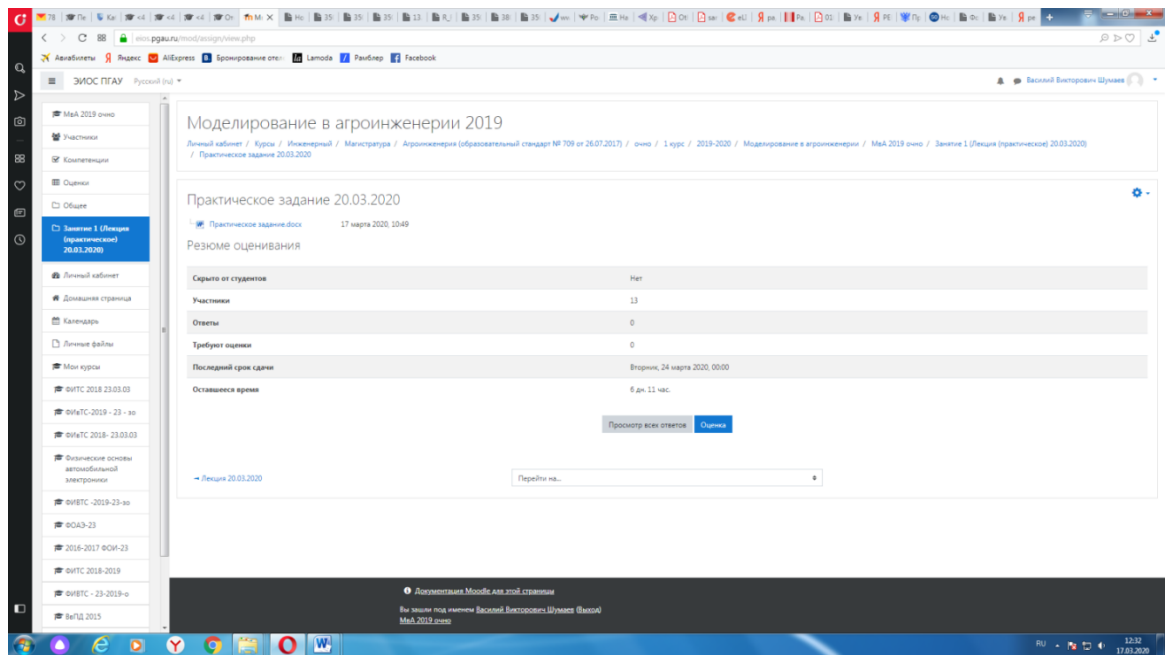 eios.pgau.ru/mod/assign/view.php
Авиабилеты Яндекс AliExpress Бронирование отел Lamoda Рамблер Facebook
ЭИОС ПГАУ Русский (ru)
Василий Викторович Шумаев
МвА 2019 очно
Участники
Компетенции
Оценки
Общее
Занятие 1 (Лекция
(практическое)
20.03.2020)
Личный кабинет
Домашняя страница
Календарь
Личные файлы
Мои курсы
ФИТС 2018 23.03.03
ФИвТС-2019 - 23 - зо
ФИвТС 2018- 23.03.03
Физические основы
автомобильной
электроники
ФИВТС -2019-23-зо
ФОАЭ-23
2016-2017 ФОИ-23
ФИТС 2018-2019
ФИВТС - 23-2019-о
ВвПД 2015
Моделирование в агроинженерии 2019
Личный кабинет / Курсы / Инженерный / Магистратура / Агроинженерия (образовательный стандарт № 709 от 26.07.2017) / очно / 1 курс / 2019-2020 / Моделирование в агроинженерии / МвА 2019 очно / Занятие 1 (Лекция (практическое) 20.03.2020)
/ Практическое задание 20.03.2020
Практическое задание 20.03.2020
Практическое задание.docx 17 марта 2020, 10:49
Резюме оценивания
Скрыто от студентов Нет
Участники 13
Ответы 0
Требуют оценки 0
Последний срок сдачи Вторник, 24 марта 2020, 00:00
Оставшееся время 6 дн. 11 час.
Просмотр всех ответов Оценка
→ Лекция 20.03.2020 Перейти на...
Документация Moodle для этой страницы
Вы зашли под именем Василий Викторович Шумаев (Выход)
МвА 2019 очно
RU 12:32
17.03.2020